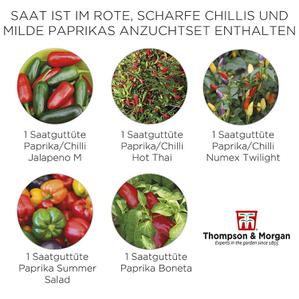 SAAT IST IM ROTE, SCHARFE CHILLIS UND
MILDE PAPRIKAS ANZUCHTSET ENTHALTEN
1 Saatguttüte
Paprika/Chilli
Jalapeno M
1 Saatguttüte
Paprika/Chilli
Hot Thai
1 Saatguttüte
Paprika/Chilli
Numex Twilight
1 Saatguttüte
Paprika Summer
Salad
1 Saatguttüte
Paprika Boneta
Thompson & Morgan
Experts in the garden since 1855